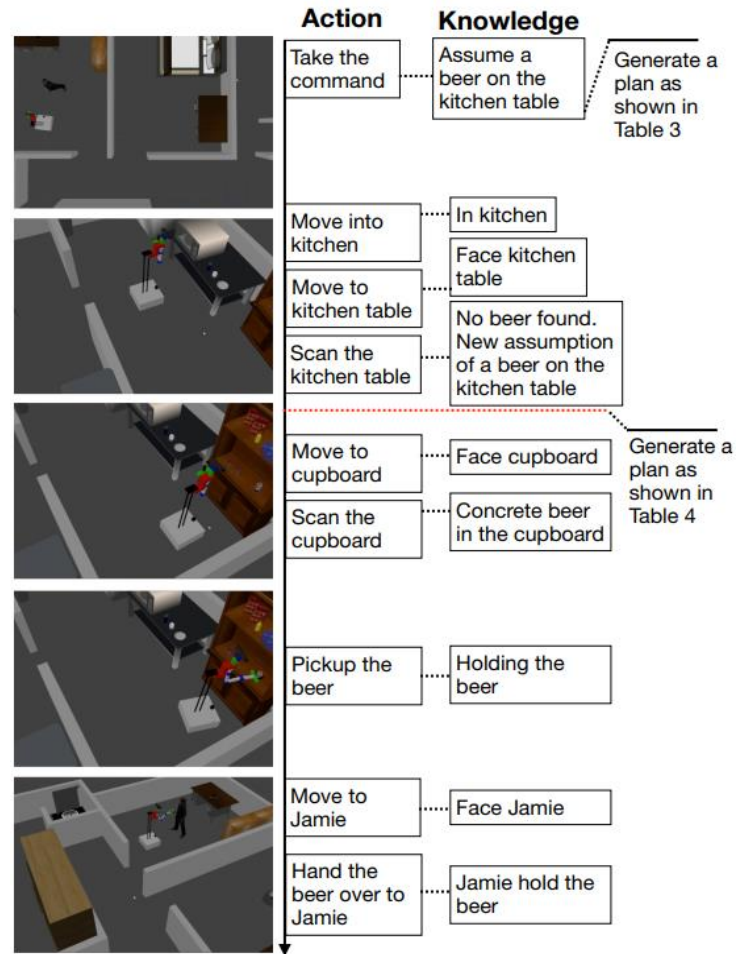 Action
Knowledge
Take the
command
Assume a
beer on the
kitchen table
Generate a
plan as
shown in
Table 3
Move into
kitchen
In kitchen
Move to
kitchen table
Face kitchen
table
Scan the
kitchen table
No beer found.
New assumption
of a beer on the
kitchen table
Generate a
plan as
shown in
Table 4
Move to
cupboard
Face cupboard
Scan the
cupboard
Concrete beer
in the cupboard
Pickup the
beer
Holding the
beer
Move to
Jamie
Face Jamie
Hand the
beer over to
Jamie
Jamie hold the
beer